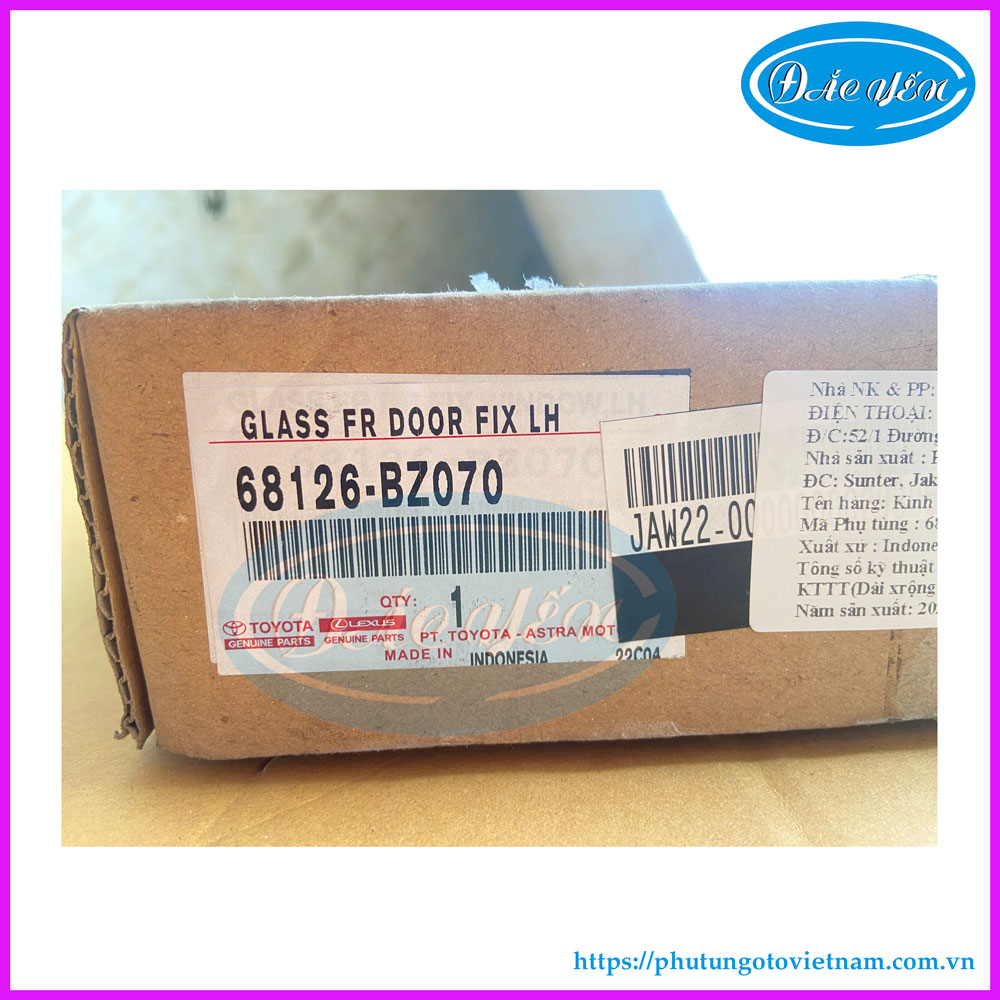 ĐẮC YẾN
GLASS FR DOOR FIX LH
68126-BZ070
QTY: 1
TOYOTA
GENUINE PARTS
LEXUS
GENUINE PARTS
PT. TOYOTA - ASTRA MOT
MADE IN INDONESIA 22C04
JAW22-00
Nhà NK & PP:
ĐIỆN THOẠI:
Đ/C:52/1 Đường
Nhà sản xuất :
ĐC: Sunter, Jak
Tên hàng: Kinh
Mã Phụ tùng : 68
Xuất xứ : Indone
Tổng số kỹ thuật
KTTT(Dài xrộng
Năm sản xuất: 20
ĐẮC YẾN
https://phutungotovietnam.com.vn